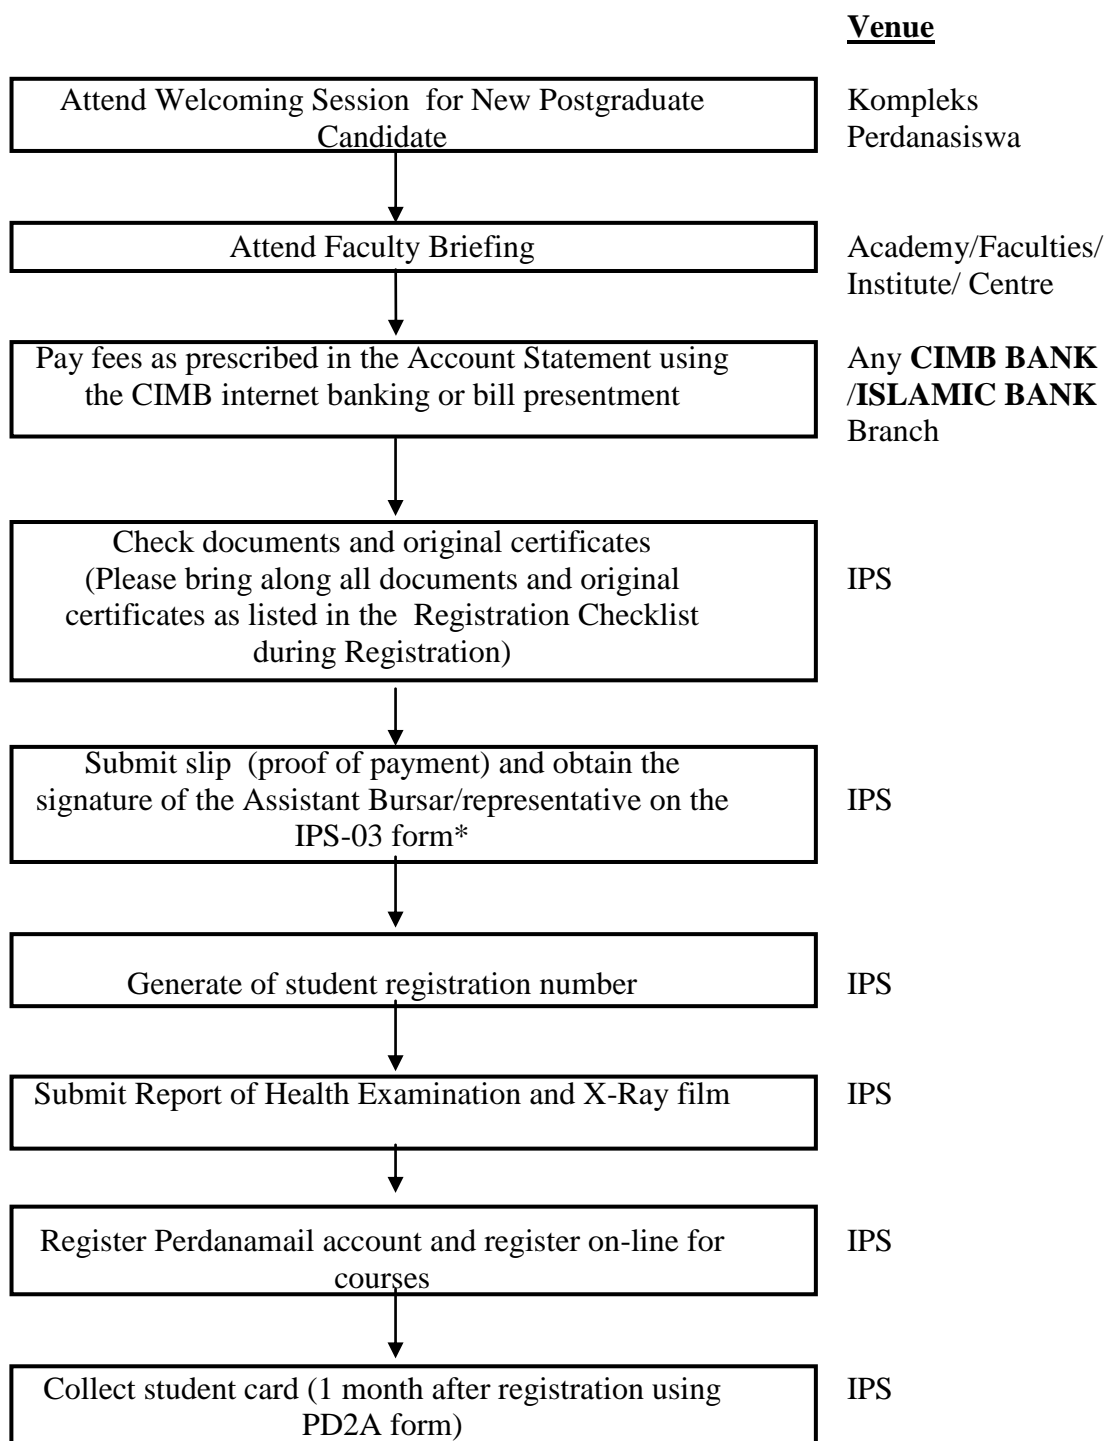 Venue
Attend Welcoming Session for New Postgraduate
Candidate
Kompleks
Perdanasiswa
Attend Faculty Briefing
Academy/Faculties/
Institute/ Centre
Pay fees as prescribed in the Account Statement using
the CIMB internet banking or bill presentment
Any CIMB BANK
/ISLAMIC BANK
Branch
Check documents and original certificates
(Please bring along all documents and original
certificates as listed in the Registration Checklist
during Registration)
IPS
Submit slip (proof of payment) and obtain the
signature of the Assistant Bursar/representative on the
IPS-03 form*
IPS
Generate of student registration number
IPS
Submit Report of Health Examination and X-Ray film
IPS
Register Perdanamail account and register on-line for
courses
IPS
Collect student card (1 month after registration using
PD2A form)
IPS